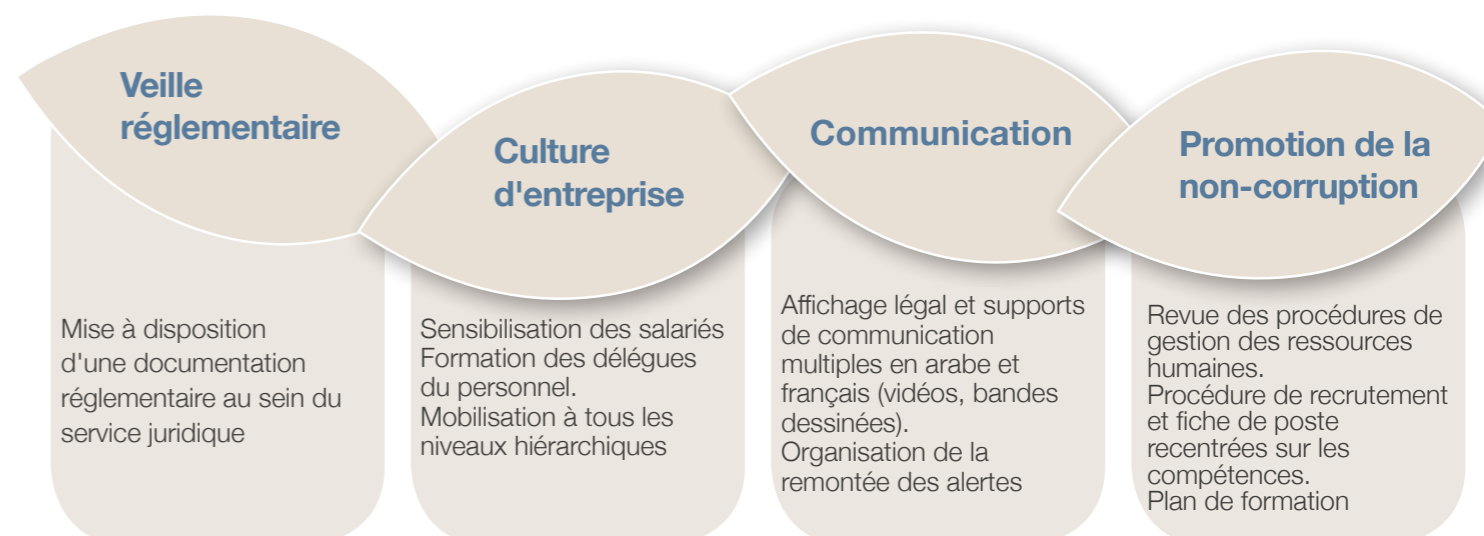 Veille
réglementaire
Mise à disposition
d'une documentation
réglementaire au sein du
service juridique
Culture
d'entreprise
Sensibilisation des salariés
Formation des délégues
du personnel.
Mobilisation à tous les
niveaux hiérarchiques
Communication
Affichage légal et supports
de communication
multiples en arabe et
français (vidéos, bandes
dessinées).
Organisation de la
remontée des alertes
Promotion de la
non-corruption
Revue des procédures de
gestion des ressources
humaines.
Procédure de recrutement
et fiche de poste
recentrées sur les
compétences.
Plan de formation